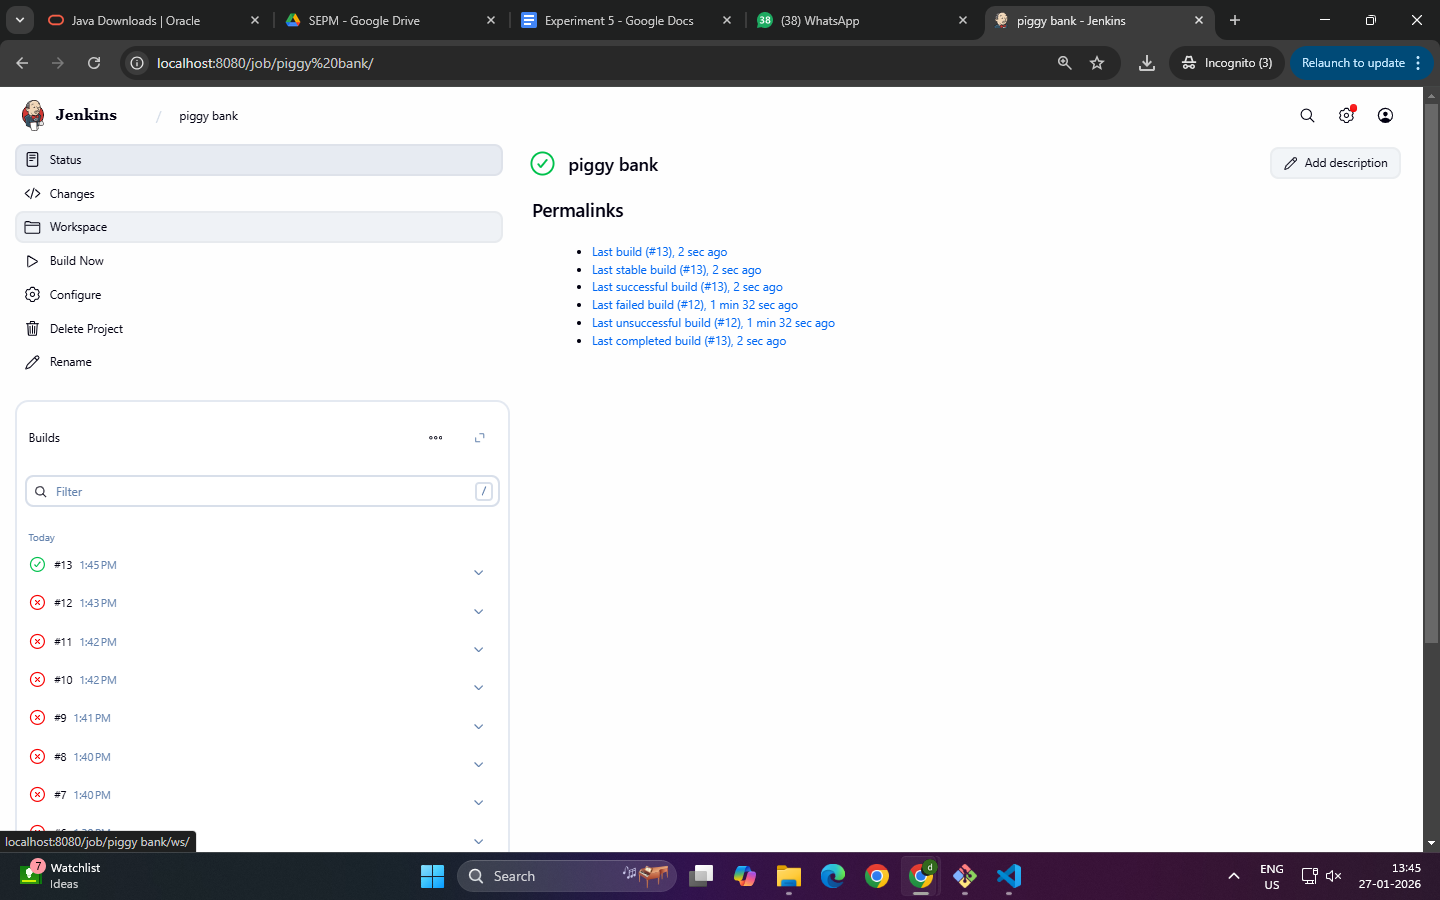 Java Downloads | Oracle
SEPM - Google Drive
Experiment 5 - Google Docs
38 (38) WhatsApp
piggy bank - Jenkins
localhost:8080/job/piggy%20bank/
Incognito (3)
Relaunch to update
Jenkins / piggy bank
Status
Changes
Workspace
Build Now
Configure
Delete Project
Rename
piggy bank
Add description
Permalinks
Last build (#13), 2 sec ago
Last stable build (#13), 2 sec ago
Last successful build (#13), 2 sec ago
Last failed build (#12), 1 min 32 sec ago
Last unsuccessful build (#12), 1 min 32 sec ago
Last completed build (#13), 2 sec ago
Builds
Filter /
Today
#13 1:45 PM
#12 1:43 PM
#11 1:42 PM
#10 1:42 PM
#9 1:41 PM
#8 1:40 PM
#7 1:40 PM
localhost:8080/job/piggy bank/ws/
7 Watchlist
Ideas
Search
d
ENG
US
13:45
27-01-2026